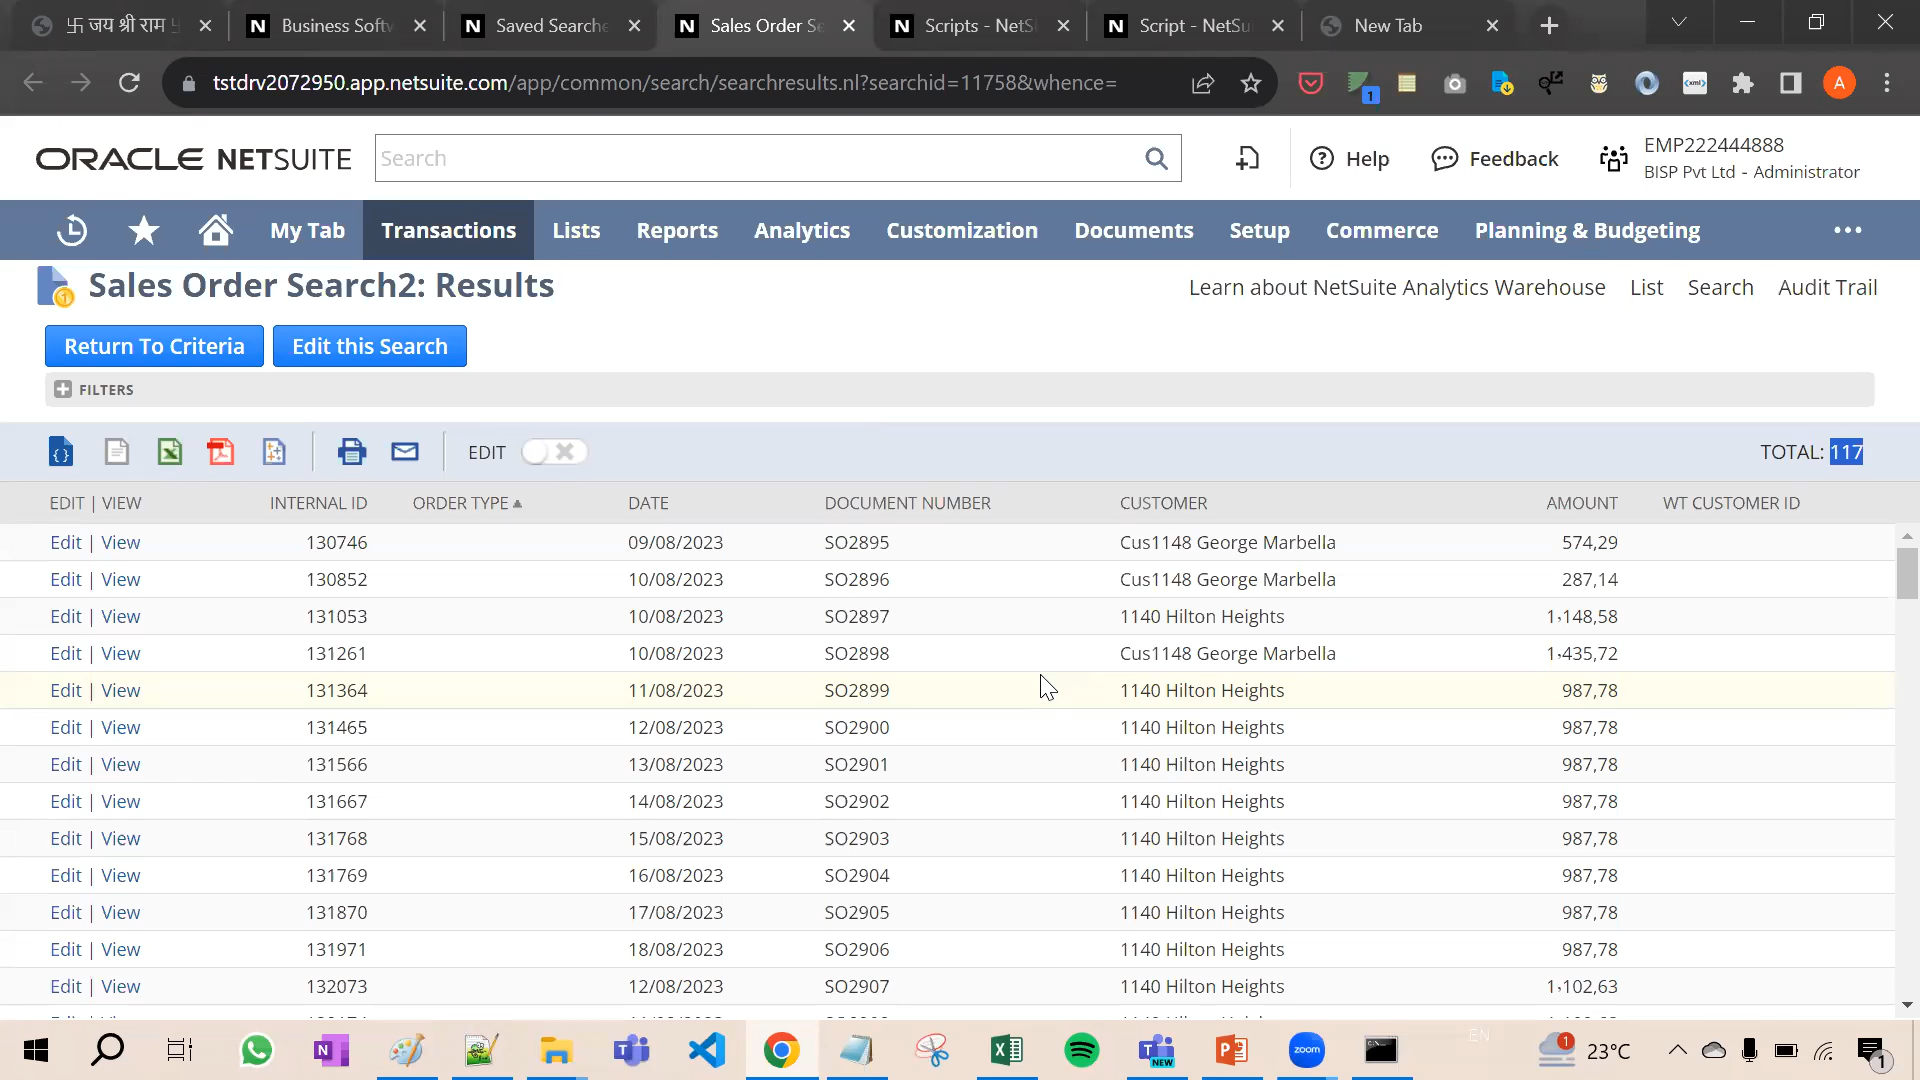 卐 जय श्री राम 卐
Business Softw
Saved Searche
Sales Order Se
Scripts - NetS
Script - NetSu
New Tab
tstdrv2072950.app.netsuite.com/app/common/search/searchresults.nl?searchid=11758&whence=
1
A
ORACLE NETSUITE
Search
Help
Feedback
EMP222444888
BISP Pvt Ltd - Administrator
My Tab
Transactions
Lists
Reports
Analytics
Customization
Documents
Setup
Commerce
Planning & Budgeting
Sales Order Search2: Results
Learn about NetSuite Analytics Warehouse
List
Search
Audit Trail
Return To Criteria
Edit this Search
FILTERS
EDIT
TOTAL: 117
EDIT | VIEW INTERNAL ID ORDER TYPE DATE DOCUMENT NUMBER CUSTOMER AMOUNT WT CUSTOMER ID
Edit | View 130746 09/08/2023 SO2895 Cus1148 George Marbella 574,29
Edit | View 130852 10/08/2023 SO2896 Cus1148 George Marbella 287,14
Edit | View 131053 10/08/2023 SO2897 1140 Hilton Heights 1,148,58
Edit | View 131261 10/08/2023 SO2898 Cus1148 George Marbella 1,435,72
Edit | View 131364 11/08/2023 SO2899 1140 Hilton Heights 987,78
Edit | View 131465 12/08/2023 SO2900 1140 Hilton Heights 987,78
Edit | View 131566 13/08/2023 SO2901 1140 Hilton Heights 987,78
Edit | View 131667 14/08/2023 SO2902 1140 Hilton Heights 987,78
Edit | View 131768 15/08/2023 SO2903 1140 Hilton Heights 987,78
Edit | View 131769 16/08/2023 SO2904 1140 Hilton Heights 987,78
Edit | View 131870 17/08/2023 SO2905 1140 Hilton Heights 987,78
Edit | View 131971 18/08/2023 SO2906 1140 Hilton Heights 987,78
Edit | View 132073 12/08/2023 SO2907 1140 Hilton Heights 1,102,63
EN
NEW
zoom
1
23°C
1